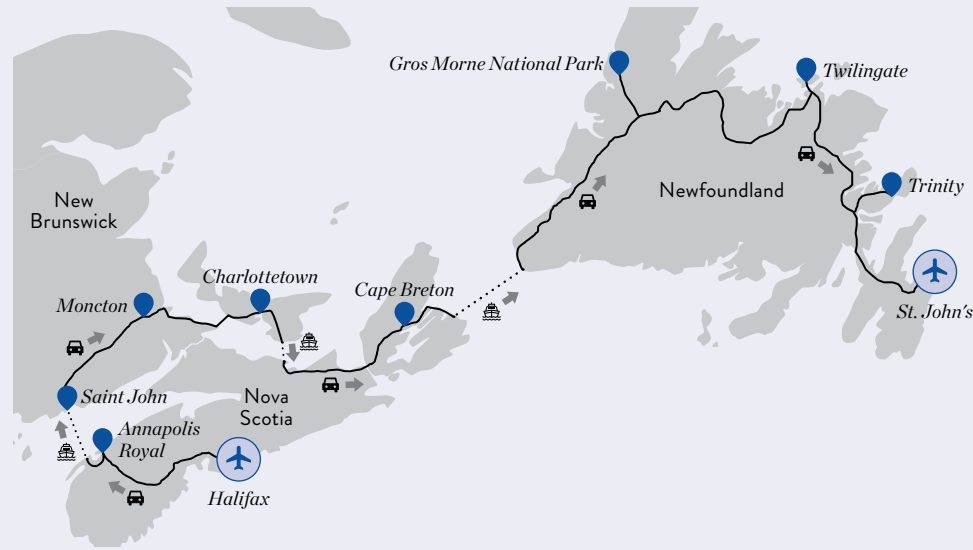 Gros Morne National Park
Twilingate
New
Brunswick
Newfoundland
Trinity
Charlottetown
Moncton
Cape Breton
St. John's
Saint John
Nova
Scotia
Annapolis
Royal
Halifax